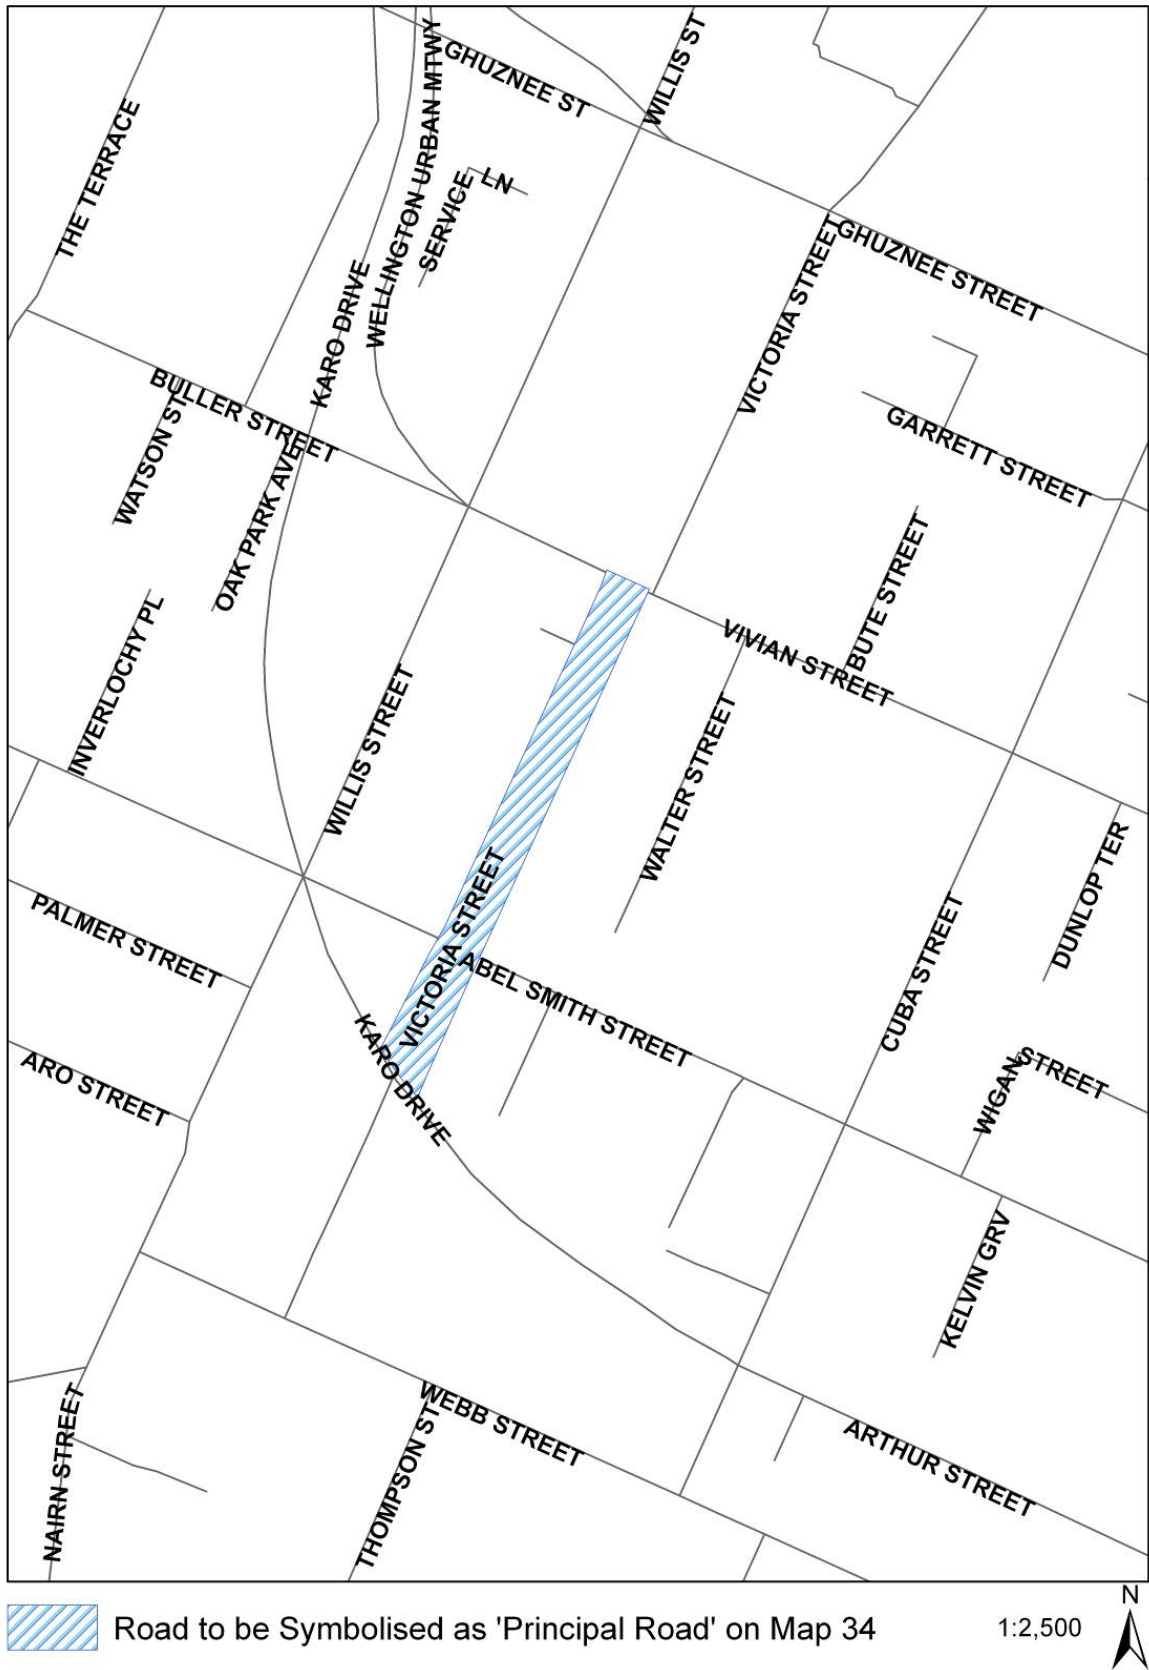 WILLIS ST
GHUZNEE ST
WELLINGTON URBAN MTWY
THE TERRACE
SERVICE LN
GHUZNEE STREET
VICTORIA STREET
KARO DRIVE
BULLER STREET
WATSON ST
GARRETT STREET
OAK PARK AVE
BUTE STREET
INVERLOCHY PL
VIVIAN STREET
WILLIS STREET
WALTER STREET
DUNLOP TER
VICTORIA STREET
PALMER STREET
CUBA STREET
ABEL SMITH STREET
KARO DRIVE
ARO STREET
WIGAN STREET
KELVIN GRV
WEBB STREET
NAIRN STREET
THOMPSON ST
ARTHUR STREET
N
Road to be Symbolised as 'Principal Road' on Map 34
1:2,500